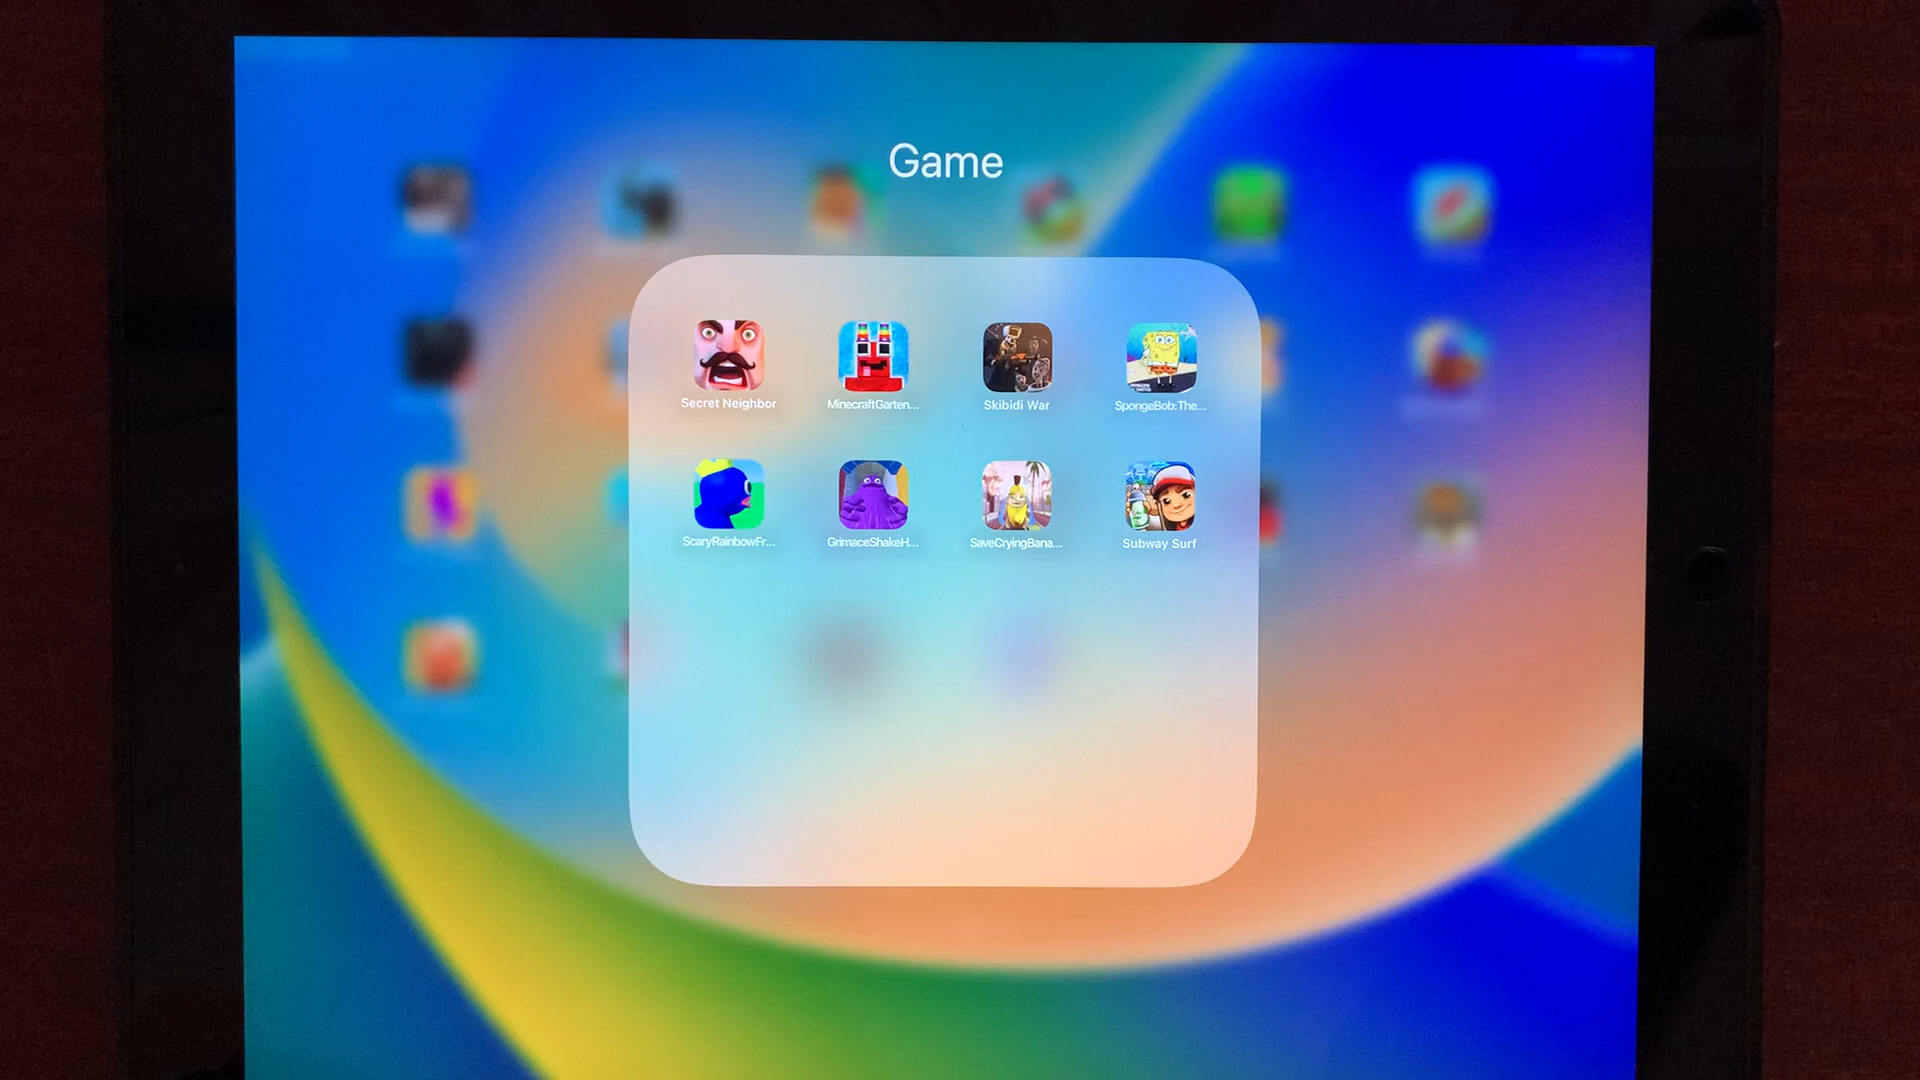 Game
Secret Neighbor
MinecraftGarten...
Skibidi War
SpongeBob: The...
ScaryRainbowFr...
GrimaceShakeH...
SaveCryingBana...
Subway Surf